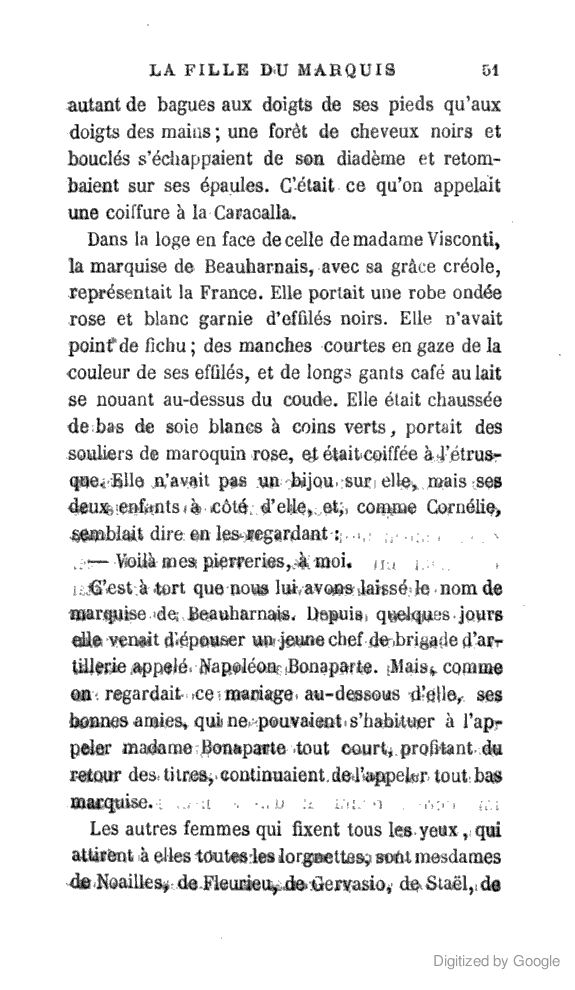 LA FILLE DU MARQUIS 51
autant de bagues aux doigts de ses pieds qu'aux
doigts des mains ; une forêt de cheveux noirs et
bouclés s'échappaient de son diadème et retom-
baient sur ses épaules. C'était ce qu'on appelait
une coiffure à la Caracalla.
Dans la loge en face de celle de madame Visconti,
la marquise de Beauharnais, avec sa grâce créole,
représentait la France. Elle portait une robe ondée
rose et blanc garnie d'effilés noirs. Elle n'avait
point de fichu ; des manches courtes en gaze de la
couleur de ses effilés, et de longs gants café au lait
se nouant au-dessus du coude. Elle était chaussée
de bas de soie blancs à coins verts, portait des
souliers de maroquin rose, et était coiffée à l'étrus-
que. Elle n'avait pas un bijou sur elle, mais ses
deux enfants à côté d'elle, et, comme Cornélie,
semblait dire en les regardant :
— Voilà mes pierreries, à moi.
C'est à tort que nous lui avons laissé le nom de
marquise de Beauharnais. Depuis quelques jours
elle venait d'épouser un jeune chef de brigade d'ar-
tillerie appelé Napoléon Bonaparte. Mais, comme
on regardait ce mariage au-dessous d'elle, ses
bonnes amies, qui ne pouvaient s'habituer à l'ap-
peler madame Bonaparte tout court, profitant du
retour des titres, continuaient de l'appeler tout bas
marquise.
Les autres femmes qui fixent tous les yeux, qui
attirent à elles toutes les lorgnettes, sont mesdames
de Noailles, de Fleurieu, de Gervasio, de Staël, de
Digitized by Google